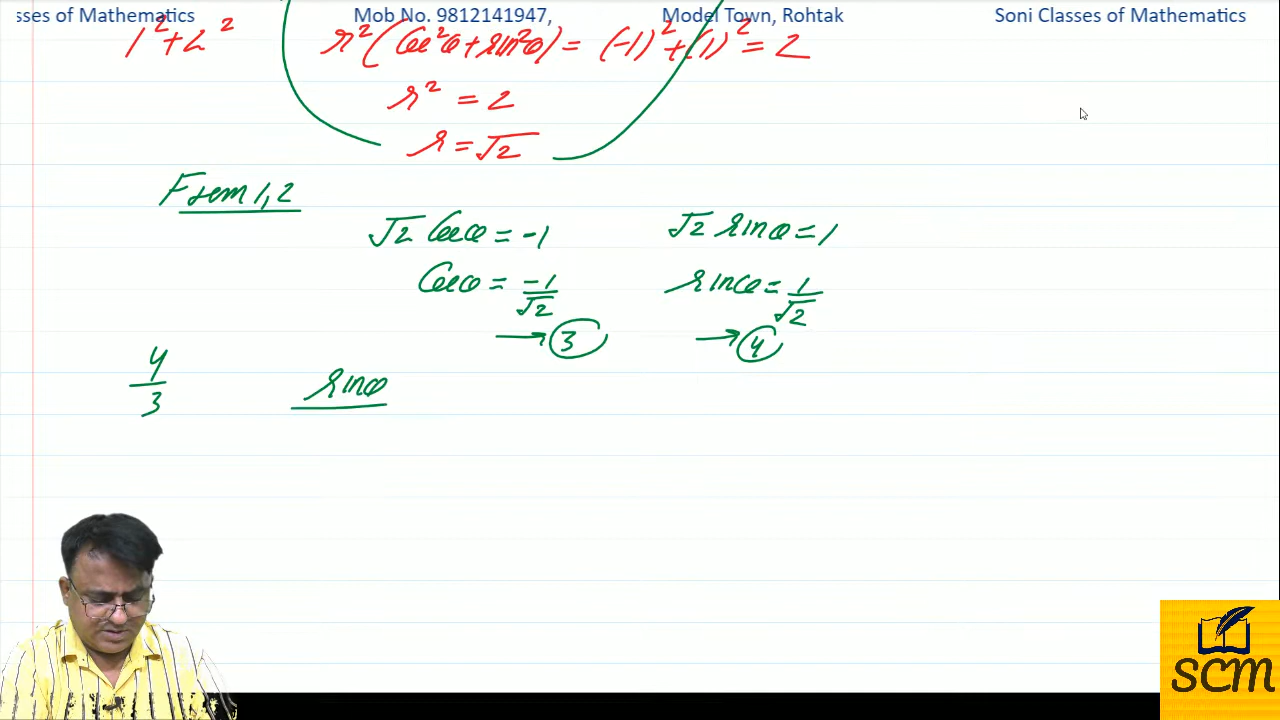 sses of Mathematics Mob No. 9812141947, Model Town, Rohtak Soni Classes of Mathematics
1²+2² r²(Cos²θ+sin²θ)= (-1)²+(1)²= 2
r² = 2
r = √2
From 1, 2
√2 Cosθ = -1 √2 sinθ = 1
Cosθ = -1/√2 sinθ = 1/√2
→ 3 → 4
4/3 sinθ
SCM